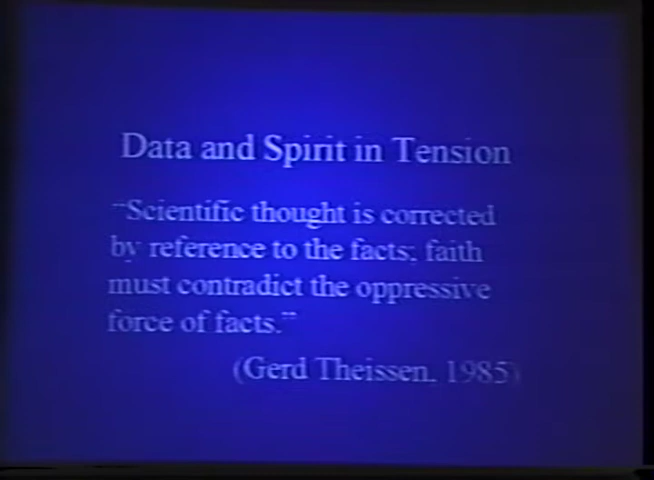 Data and Spirit in Tension
"Scientific thought is corrected
by reference to the facts; faith
must contradict the oppressive
force of facts."
(Gerd Theissen, 1985)